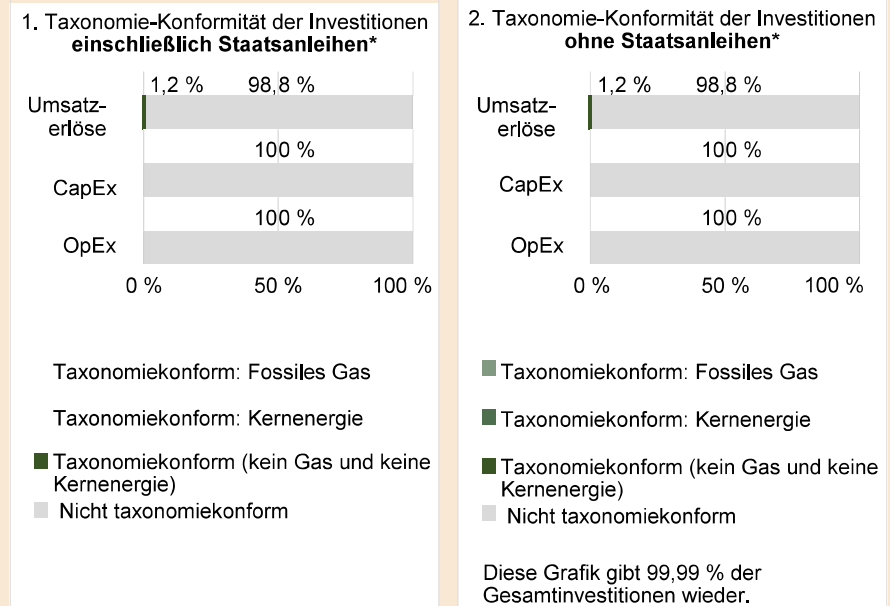 1. Taxonomie-Konformität der Investitionen
einschließlich Staatsanleihen*
1,2 % 98,8 %
Umsatz-
erlöse
100 %
CapEx
100 %
OpEx
0 % 50 % 100 %
Taxonomiekonform: Fossiles Gas
Taxonomiekonform: Kernenergie
Taxonomiekonform (kein Gas und keine
Kernenergie)
Nicht taxonomiekonform
2. Taxonomie-Konformität der Investitionen
ohne Staatsanleihen*
1,2 % 98,8 %
Umsatz-
erlöse
100 %
CapEx
100 %
OpEx
0 % 50 % 100 %
Taxonomiekonform: Fossiles Gas
Taxonomiekonform: Kernenergie
Taxonomiekonform (kein Gas und keine
Kernenergie)
Nicht taxonomiekonform
Diese Grafik gibt 99,99 % der
Gesamtinvestitionen wieder.